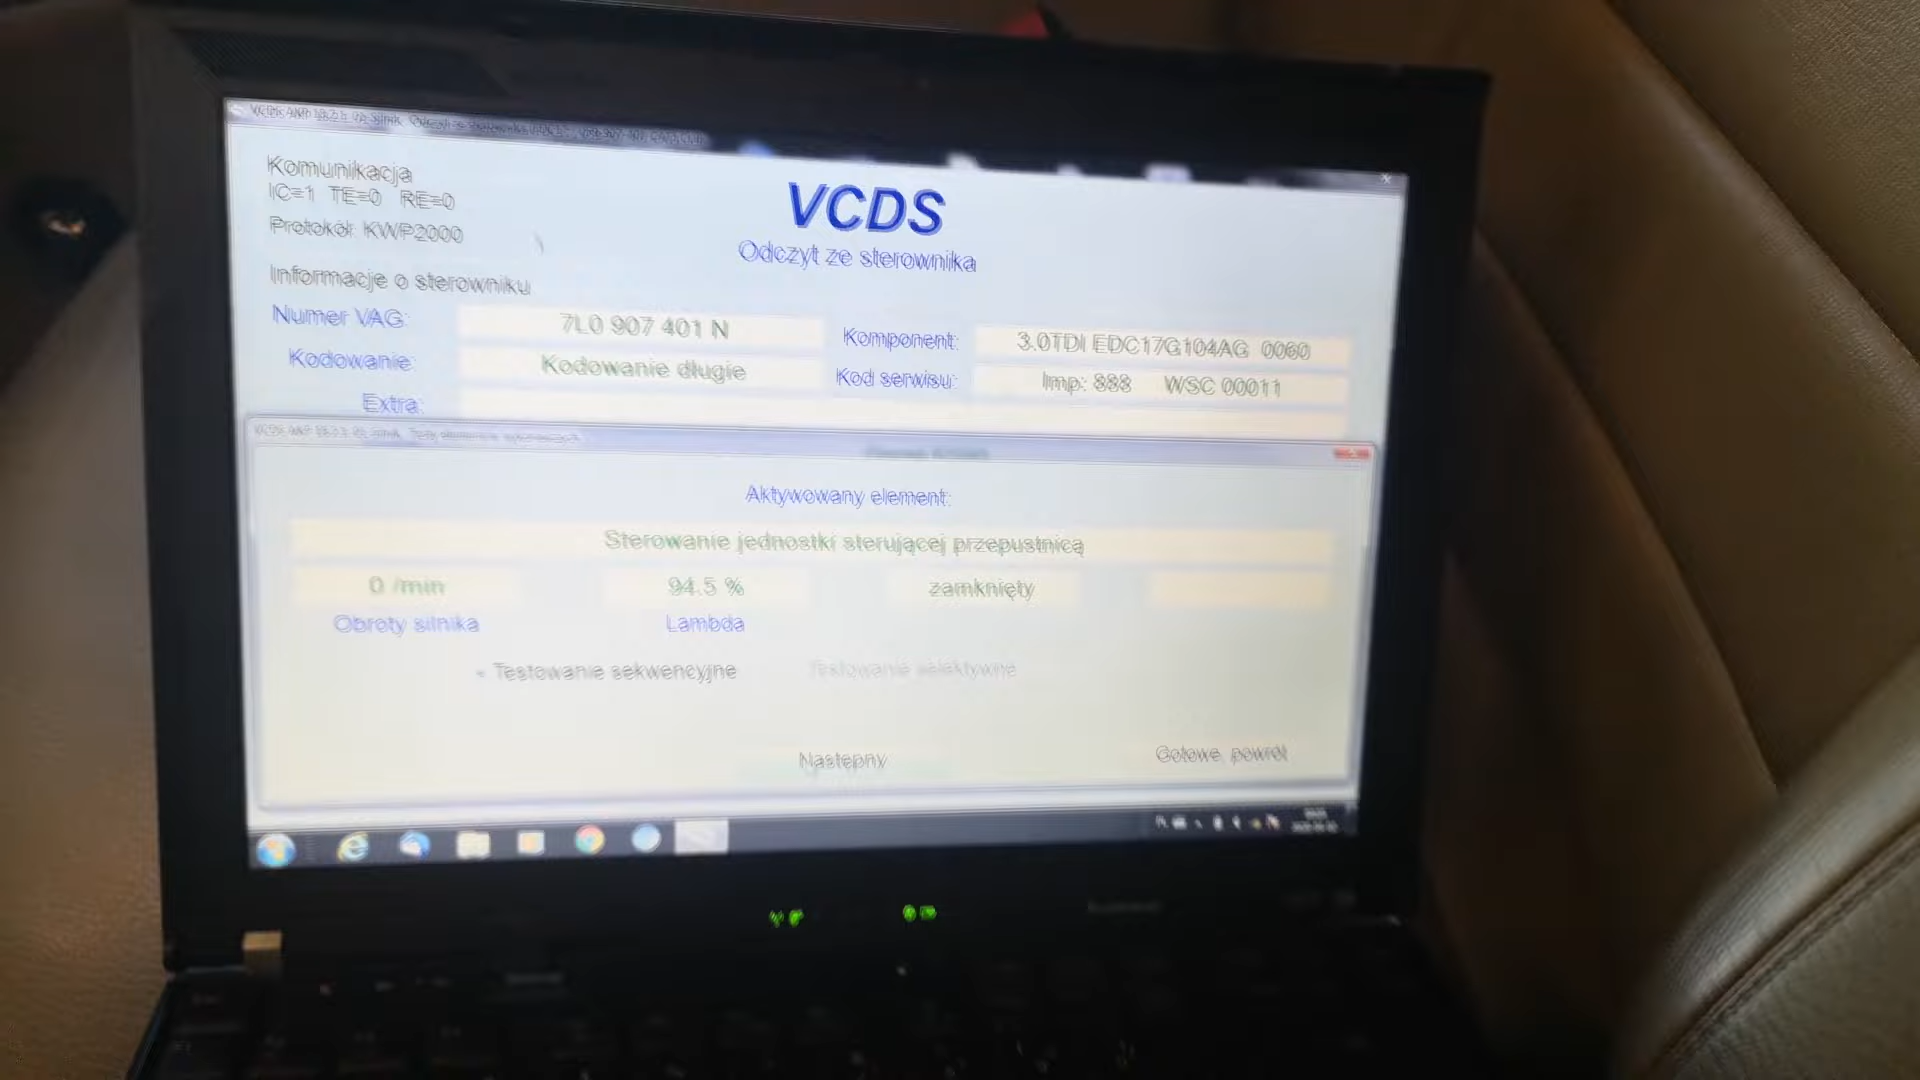 Komunikacja
IC=1 TE=0 RE=0
Protokół: KWP2000
VCDS
Odczyt ze sterownika
Informacje o sterowniku
Numer VAG: 7L0 907 401 N Komponent: 3.0TDI EDC17G104AG 0060
Kodowanie: Kodowanie długie Kod serwisu: Imp: 888 WSC 00011
Extra:
Aktywowany element:
Sterowanie jednostki sterującej przepustnicą
0 /min 94.5 % zamknięty
Obroty silnika Lambda
Testowanie sekwencyjne Testowanie selektywne
Następny Gotowe, powrót